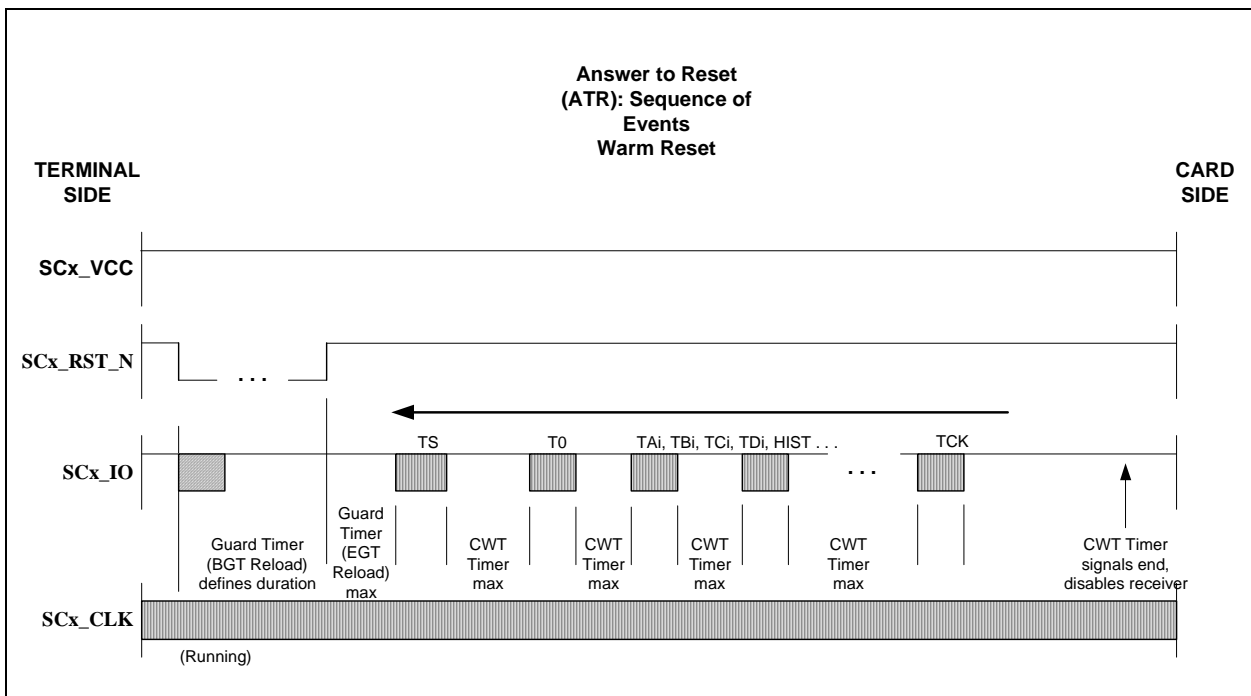 Answer to Reset
(ATR): Sequence of
Events
Warm Reset
TERMINAL
SIDE
CARD
SIDE
SCx_VCC
SCx_RST_N
. . .
TS
T0
TAi, TBi, TCi, TDi, HIST . . .
TCK
SCx_IO
. . .
Guard Timer
(BGT Reload)
defines duration
Guard
Timer
(EGT
Reload)
max
CWT
Timer
max
CWT
Timer
max
CWT
Timer
max
CWT
Timer
max
CWT Timer
signals end,
disables receiver
SCx_CLK
(Running)